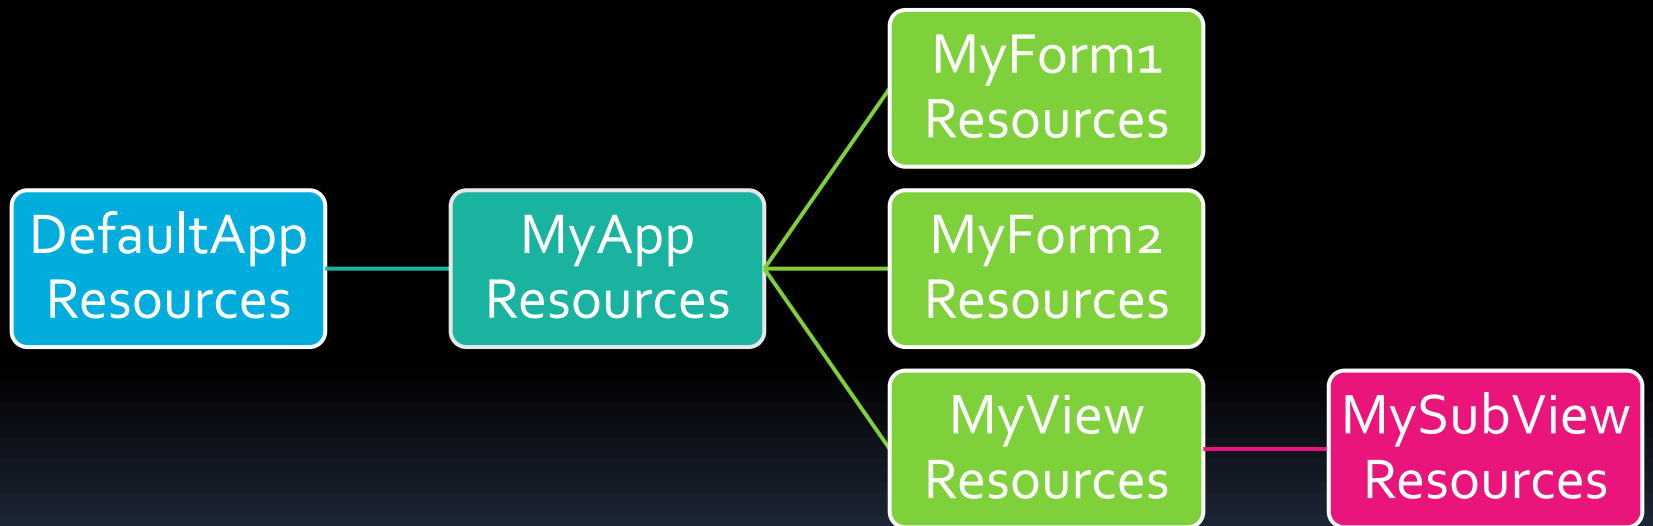 DefaultApp
Resources
MyApp
Resources
MyForm1
Resources
MyForm2
Resources
MyView
Resources
MySubView
Resources